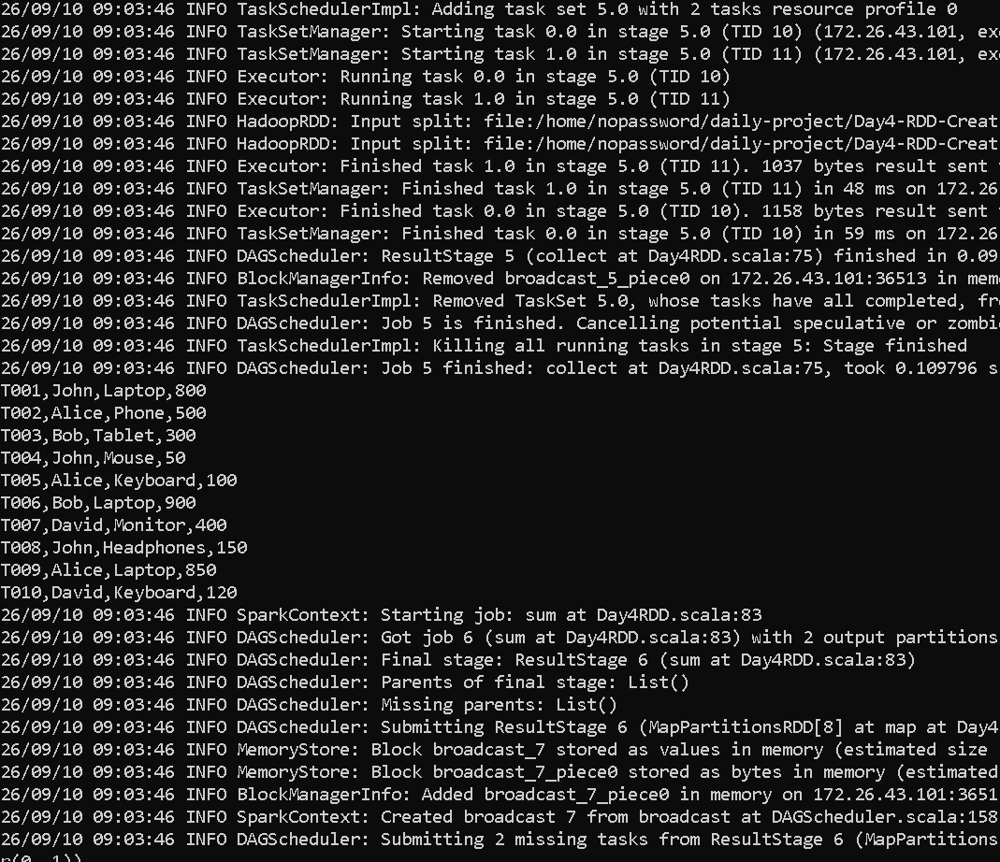 26/09/10 09:03:46 INFO TaskSchedulerImpl: Adding task set 5.0 with 2 tasks resource profile 0
26/09/10 09:03:46 INFO TaskSetManager: Starting task 0.0 in stage 5.0 (TID 10) (172.26.43.101, exe
26/09/10 09:03:46 INFO TaskSetManager: Starting task 1.0 in stage 5.0 (TID 11) (172.26.43.101, exe
26/09/10 09:03:46 INFO Executor: Running task 0.0 in stage 5.0 (TID 10)
26/09/10 09:03:46 INFO Executor: Running task 1.0 in stage 5.0 (TID 11)
26/09/10 09:03:46 INFO HadoopRDD: Input split: file:/home/nopassword/daily-project/Day4-RDD-Creat
26/09/10 09:03:46 INFO HadoopRDD: Input split: file:/home/nopassword/daily-project/Day4-RDD-Creat
26/09/10 09:03:46 INFO Executor: Finished task 1.0 in stage 5.0 (TID 11). 1037 bytes result sent
26/09/10 09:03:46 INFO TaskSetManager: Finished task 1.0 in stage 5.0 (TID 11) in 48 ms on 172.26
26/09/10 09:03:46 INFO Executor: Finished task 0.0 in stage 5.0 (TID 10). 1158 bytes result sent
26/09/10 09:03:46 INFO TaskSetManager: Finished task 0.0 in stage 5.0 (TID 10) in 59 ms on 172.26
26/09/10 09:03:46 INFO DAGScheduler: ResultStage 5 (collect at Day4RDD.scala:75) finished in 0.09
26/09/10 09:03:46 INFO BlockManagerInfo: Removed broadcast_5_piece0 on 172.26.43.101:36513 in mem
26/09/10 09:03:46 INFO TaskSchedulerImpl: Removed TaskSet 5.0, whose tasks have all completed, fr
26/09/10 09:03:46 INFO DAGScheduler: Job 5 is finished. Cancelling potential speculative or zombi
26/09/10 09:03:46 INFO TaskSchedulerImpl: Killing all running tasks in stage 5: Stage finished
26/09/10 09:03:46 INFO DAGScheduler: Job 5 finished: collect at Day4RDD.scala:75, took 0.109796 s
T001,John,Laptop,800
T002,Alice,Phone,500
T003,Bob,Tablet,300
T004,John,Mouse,50
T005,Alice,Keyboard,100
T006,Bob,Laptop,900
T007,David,Monitor,400
T008,John,Headphones,150
T009,Alice,Laptop,850
T010,David,Keyboard,120
26/09/10 09:03:46 INFO SparkContext: Starting job: sum at Day4RDD.scala:83
26/09/10 09:03:46 INFO DAGScheduler: Got job 6 (sum at Day4RDD.scala:83) with 2 output partitions
26/09/10 09:03:46 INFO DAGScheduler: Final stage: ResultStage 6 (sum at Day4RDD.scala:83)
26/09/10 09:03:46 INFO DAGScheduler: Parents of final stage: List()
26/09/10 09:03:46 INFO DAGScheduler: Missing parents: List()
26/09/10 09:03:46 INFO DAGScheduler: Submitting ResultStage 6 (MapPartitionsRDD[8] at map at Day4
26/09/10 09:03:46 INFO MemoryStore: Block broadcast_7 stored as values in memory (estimated size
26/09/10 09:03:46 INFO MemoryStore: Block broadcast_7_piece0 stored as bytes in memory (estimated
26/09/10 09:03:46 INFO BlockManagerInfo: Added broadcast_7_piece0 in memory on 172.26.43.101:3651
26/09/10 09:03:46 INFO SparkContext: Created broadcast 7 from broadcast at DAGScheduler.scala:158
26/09/10 09:03:46 INFO DAGScheduler: Submitting 2 missing tasks from ResultStage 6 (MapPartitions
r(0, 1))